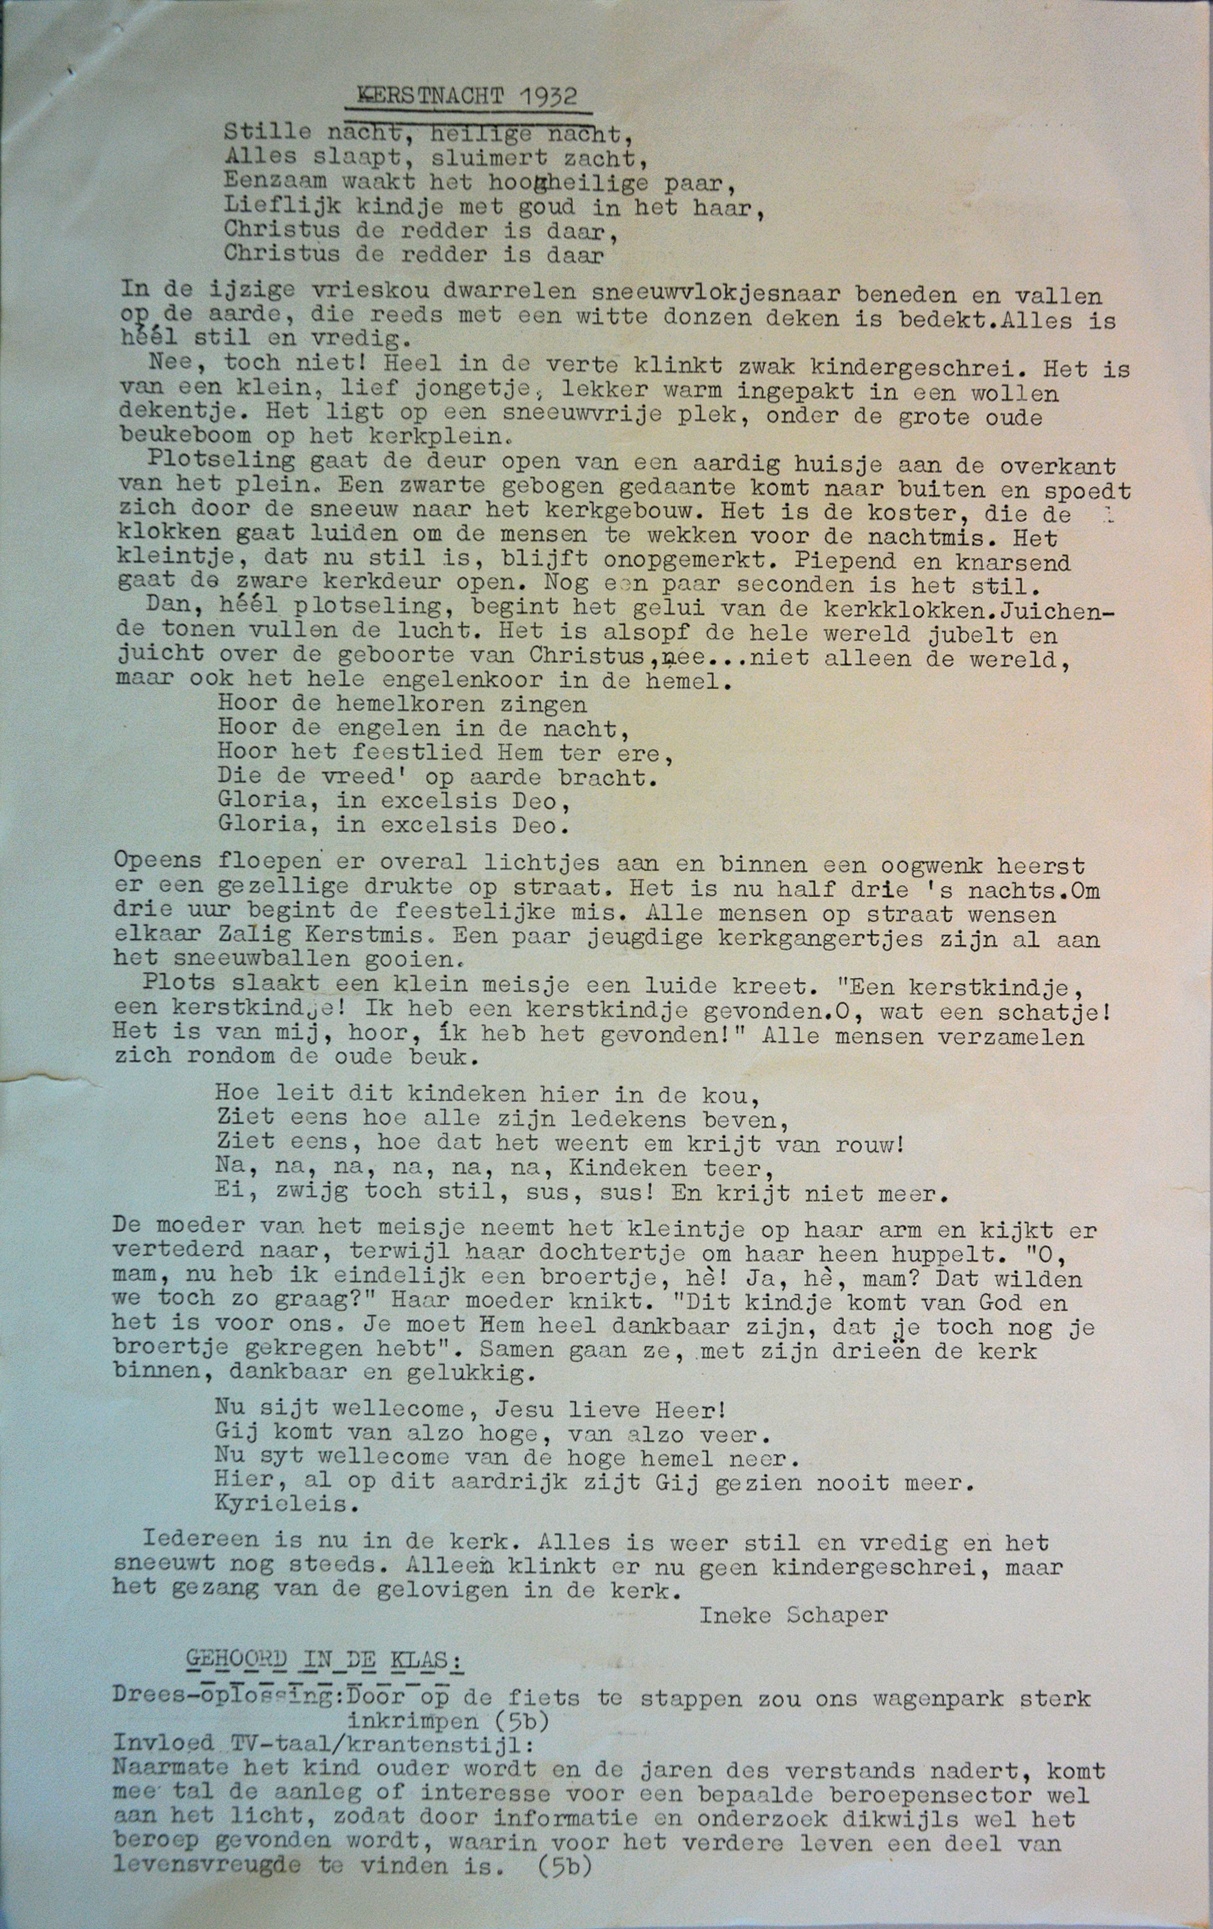 KERSTNACHT 1932
Stille nacht, heilige nacht,
Alles slaapt, sluimert zacht,
Eenzaam waakt het hoogheilige paar,
Lieflijk kindje met goud in het haar,
Christus de redder is daar,
Christus de redder is daar
In de ijzige vrieskou dwarrelen sneeuwvlokjesnaar beneden en vallen
op de aarde, die reeds met een witte donzen deken is bedekt.Alles is
héél stil en vredig.
Nee, toch niet! Heel in de verte klinkt zwak kindergeschrei. Het is
van een klein, lief jongetje, lekker warm ingepakt in een wollen
dekentje. Het ligt op een sneeuwvrije plek, onder de grote oude
beukeboom op het kerkplein.
Plotseling gaat de deur open van een aardig huisje aan de overkant
van het plein. Een zwarte gebogen gedaante komt naar buiten en spoedt
zich door de sneeuw naar het kerkgebouw. Het is de koster, die de
klokken gaat luiden om de mensen te wekken voor de nachtmis. Het
kleintje, dat nu stil is, blijft onopgemerkt. Piepend en knarsend
gaat de zware kerkdeur open. Nog een paar seconden is het stil.
Dan, héél plotseling, begint het gelui van de kerkklokken.Juichen-
de tonen vullen de lucht. Het is alsopf de hele wereld jubelt en
juicht over de geboorte van Christus,nee...niet alleen de wereld,
maar ook het hele engelenkoor in de hemel.
Hoor de hemelkoren zingen
Hoor de engelen in de nacht,
Hoor het feestlied Hem ter ere,
Die de vreed' op aarde bracht.
Gloria, in excelsis Deo,
Gloria, in excelsis Deo.
Opeens floepen er overal lichtjes aan en binnen een oogwenk heerst
er een gezellige drukte op straat. Het is nu half drie 's nachts.Om
drie uur begint de feestelijke mis. Alle mensen op straat wensen
elkaar Zalig Kerstmis. Een paar jeugdige kerkgangertjes zijn al aan
het sneeuwballen gooien.
Plots slaakt een klein meisje een luide kreet. "Een kerstkindje,
een kerstkindje! Ik heb een kerstkindje gevonden.O, wat een schatje!
Het is van mij, hoor, ík heb het gevonden!" Alle mensen verzamelen
zich rondom de oude beuk.
Hoe leit dit kindeken hier in de kou,
Ziet eens hoe alle zijn ledekens beven,
Ziet eens, hoe dat het weent em krijt van rouw!
Na, na, na, na, na, na, Kindeken teer,
Ei, zwijg toch stil, sus, sus! En krijt niet meer.
De moeder van het meisje neemt het kleintje op haar arm en kijkt er
vertederd naar, terwijl haar dochtertje om haar heen huppelt. "O,
mam, nu heb ik eindelijk een broertje, hè! Ja, hè, mam? Dat wilden
we toch zo graag?" Haar moeder knikt. "Dit kindje komt van God en
het is voor ons. Je moet Hem heel dankbaar zijn, dat je toch nog je
broertje gekregen hebt". Samen gaan ze, met zijn drieën de kerk
binnen, dankbaar en gelukkig.
Nu sijt wellecome, Jesu lieve Heer!
Gij komt van alzo hoge, van alzo veer.
Nu syt wellecome van de hoge hemel neer.
Hier, al op dit aardrijk zijt Gij gezien nooit meer.
Kyrieleis.
Iedereen is nu in de kerk. Alles is weer stil en vredig en het
sneeuwt nog steeds. Alleen klinkt er nu geen kindergeschrei, maar
het gezang van de gelovigen in de kerk.
Ineke Schaper
GEHOORD IN DE KLAS:
Drees-oplossing:Door op de fiets te stappen zou ons wagenpark sterk
inkrimpen (5b)
Invloed TV-taal/krantenstijl:
Naarmate het kind ouder wordt en de jaren des verstands nadert, komt
mee tal de aanleg of interesse voor een bepaalde beroepensector wel
aan het licht, zodat door informatie en onderzoek dikwijls wel het
beroep gevonden wordt, waarin voor het verdere leven een deel van
levensvreugde te vinden is. (5b)